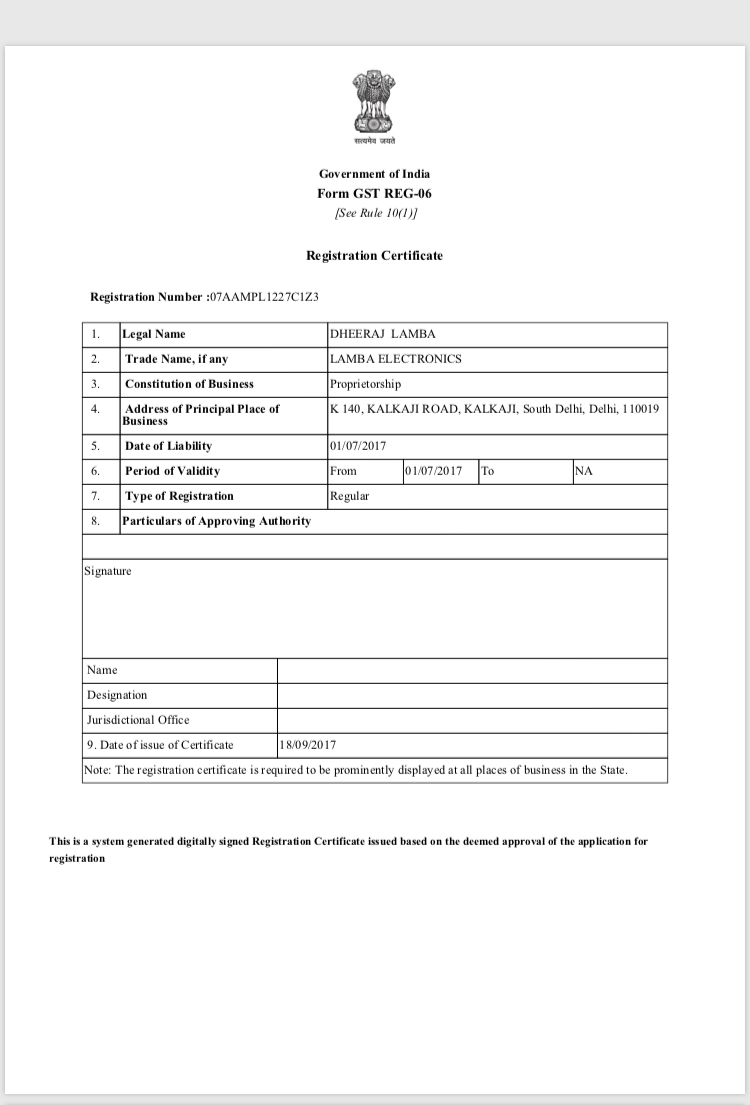 सत्यमेव जयते
Government of India
Form GST REG-06
[See Rule 10(1)]
Registration Certificate
Registration Number :07AAMPL1227C1Z3
1. Legal Name DHEERAJ LAMBA
2. Trade Name, if any LAMBA ELECTRONICS
3. Constitution of Business Proprietorship
4. Address of Principal Place of K 140, KALKAJI ROAD, KALKAJI, South Delhi, Delhi, 110019
Business
5. Date of Liability 01/07/2017
6. Period of Validity From 01/07/2017 To NA
7. Type of Registration Regular
8. Particulars of Approving Authority
Signature
Name
Designation
Jurisdictional Office
9. Date of issue of Certificate 18/09/2017
Note: The registration certificate is required to be prominently displayed at all places of business in the State.
This is a system generated digitally signed Registration Certificate issued based on the deemed approval of the application for
registration